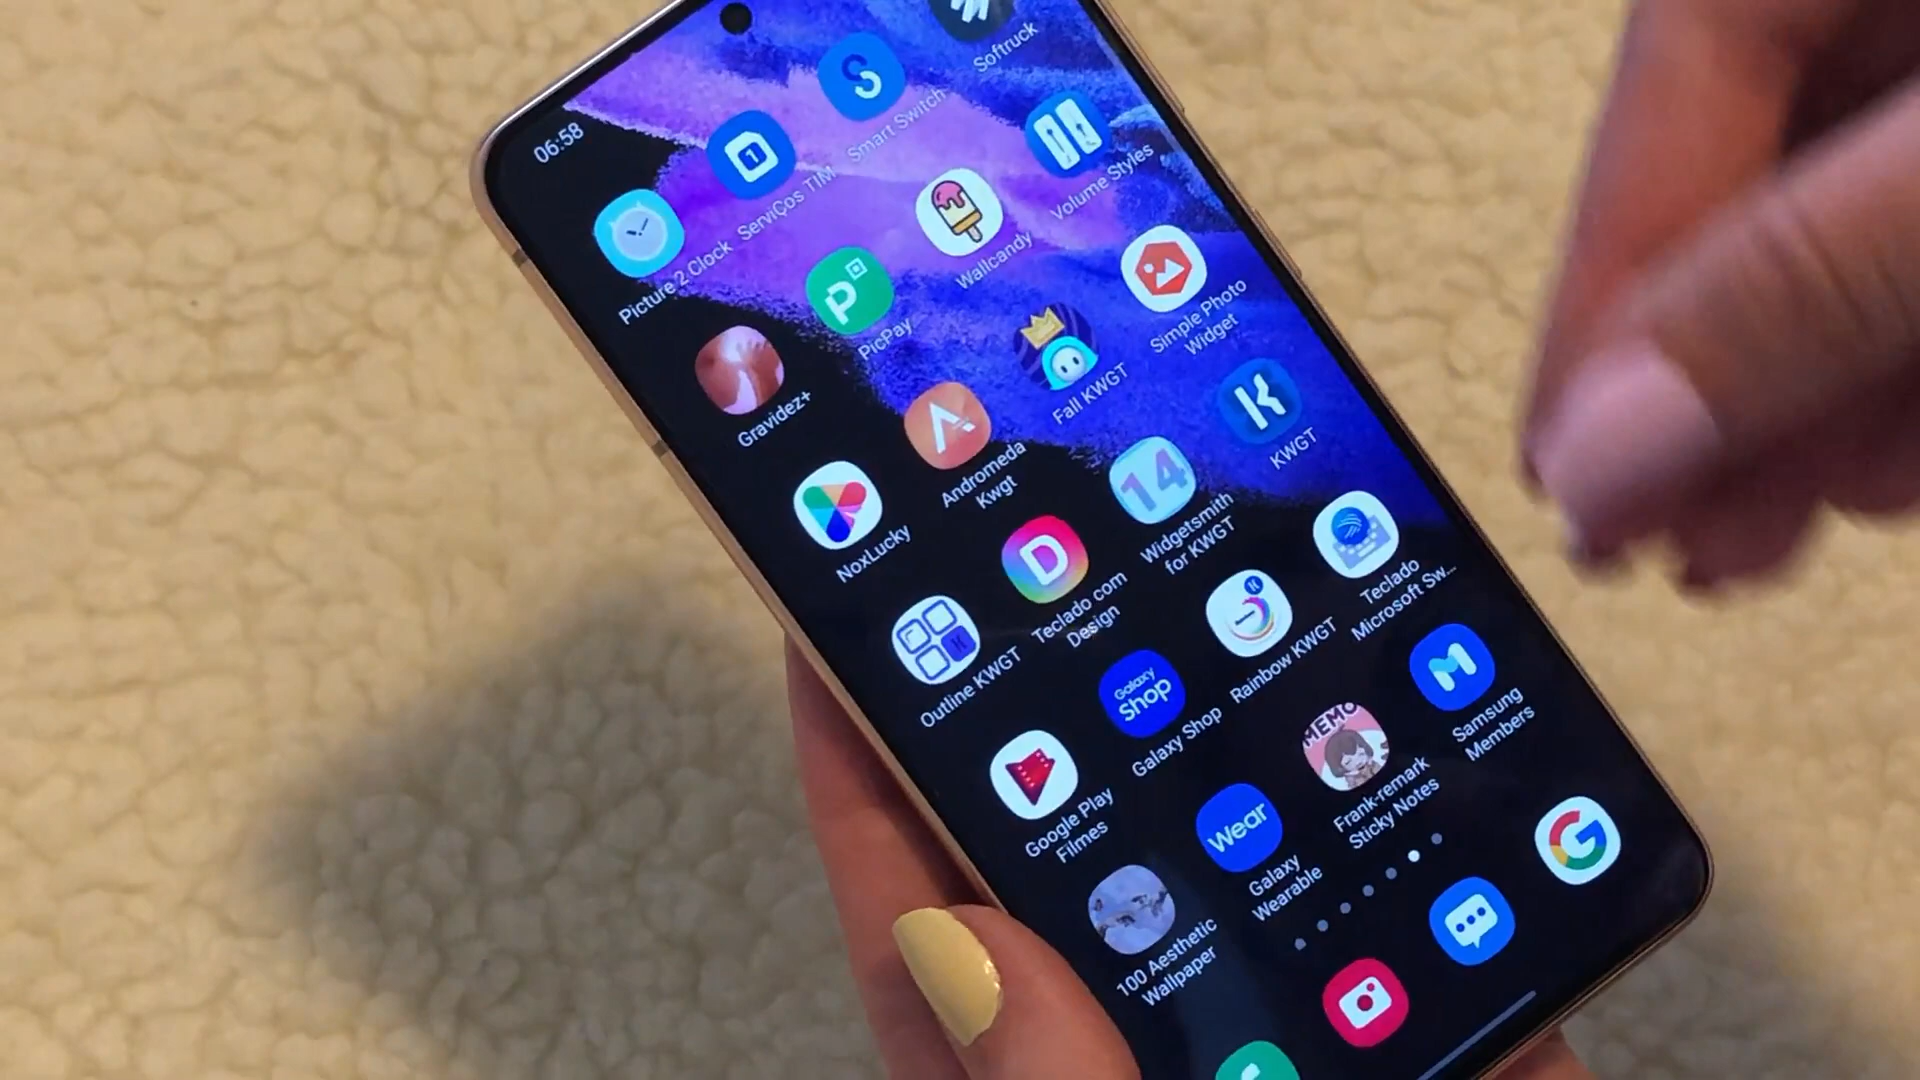 06:58
Picture 2 Clock
Serviços TIM
Smart Switch
Softruck
Gravidez+
PicPay
Wallcandy
Volume Styles
NoxLucky
Andromeda
Kwgt
Fall KWGT
Simple Photo
Widget
Outline KWGT
D
Teclado com
Design
14
Widgetsmith
for KWGT
KWGT
Google Play
Filmes
Galaxy
Shop
Galaxy Shop
Rainbow KWGT
Teclado
Microsoft Sw...
100 Aesthetic
Wallpaper
Wear
Galaxy
Wearable
MEMO
Frank-remark
Sticky Notes
Samsung
Members